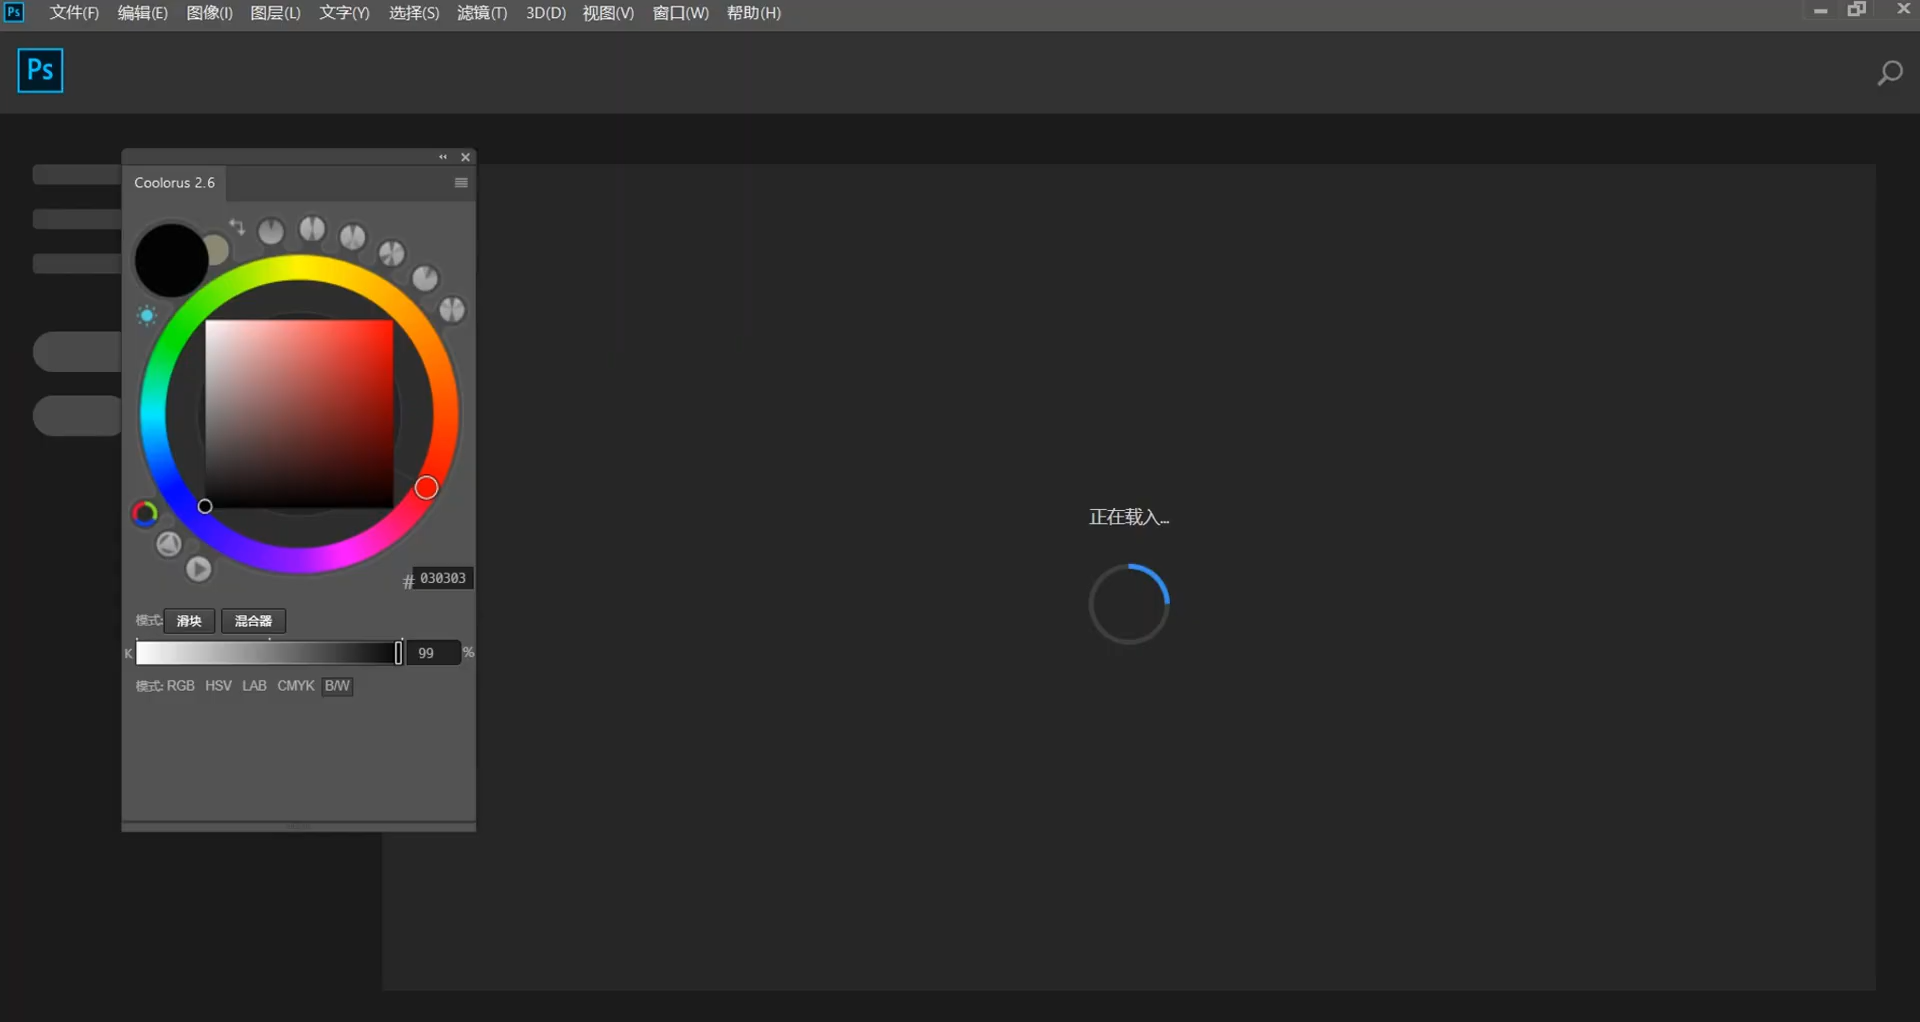 Ps 文件(F) 编辑(E) 图像(I) 图层(L) 文字(Y) 选择(S) 滤镜(T) 3D(D) 视图(V) 窗口(W) 帮助(H)
Ps
Coolorus 2.6
# 030303
模式: 滑块 混合器
K 99 %
模式: RGB HSV LAB CMYK B/W
正在载入...